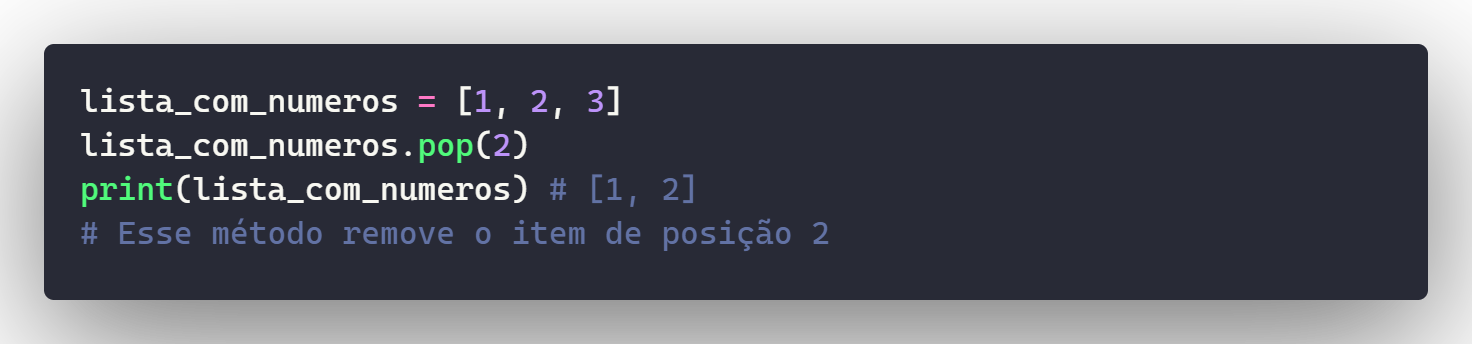 lista_com_numeros = [1, 2, 3]
lista_com_numeros.pop(2)
print(lista_com_numeros) # [1, 2]
# Esse método remove o item de posição 2